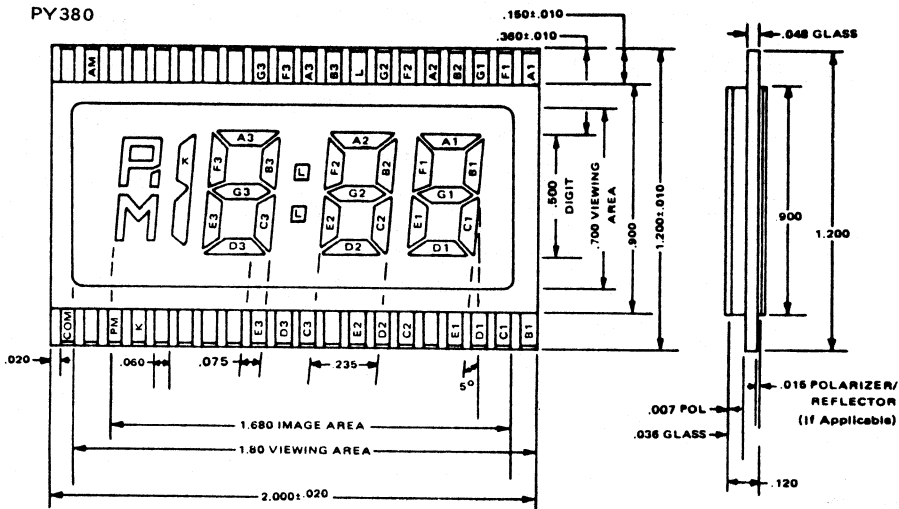 PY380
.150±.010
.360±.010
.048 GLASS
AM G3 F3 A3 B3 L G2 F2 A2 B2 G1 F1 A1
P
M
K
A3
F3 B3
G3
E3 C3
D3
L
L
A2
F2 B2
G2
E2 C2
D2
A1
F1 B1
G1
E1 C1
D1
.500
DIGIT
.700 VIEWING
AREA
.900
1.200±.010
.900
1.200
COM PM K E3 D3 C3 E2 D2 C2 E1 D1 C1 B1
.020
.060
.075
.235
5°
.015 POLARIZER/
REFLECTOR
(If Applicable)
.007 POL
.036 GLASS
.120
1.680 IMAGE AREA
1.80 VIEWING AREA
2.000±.020